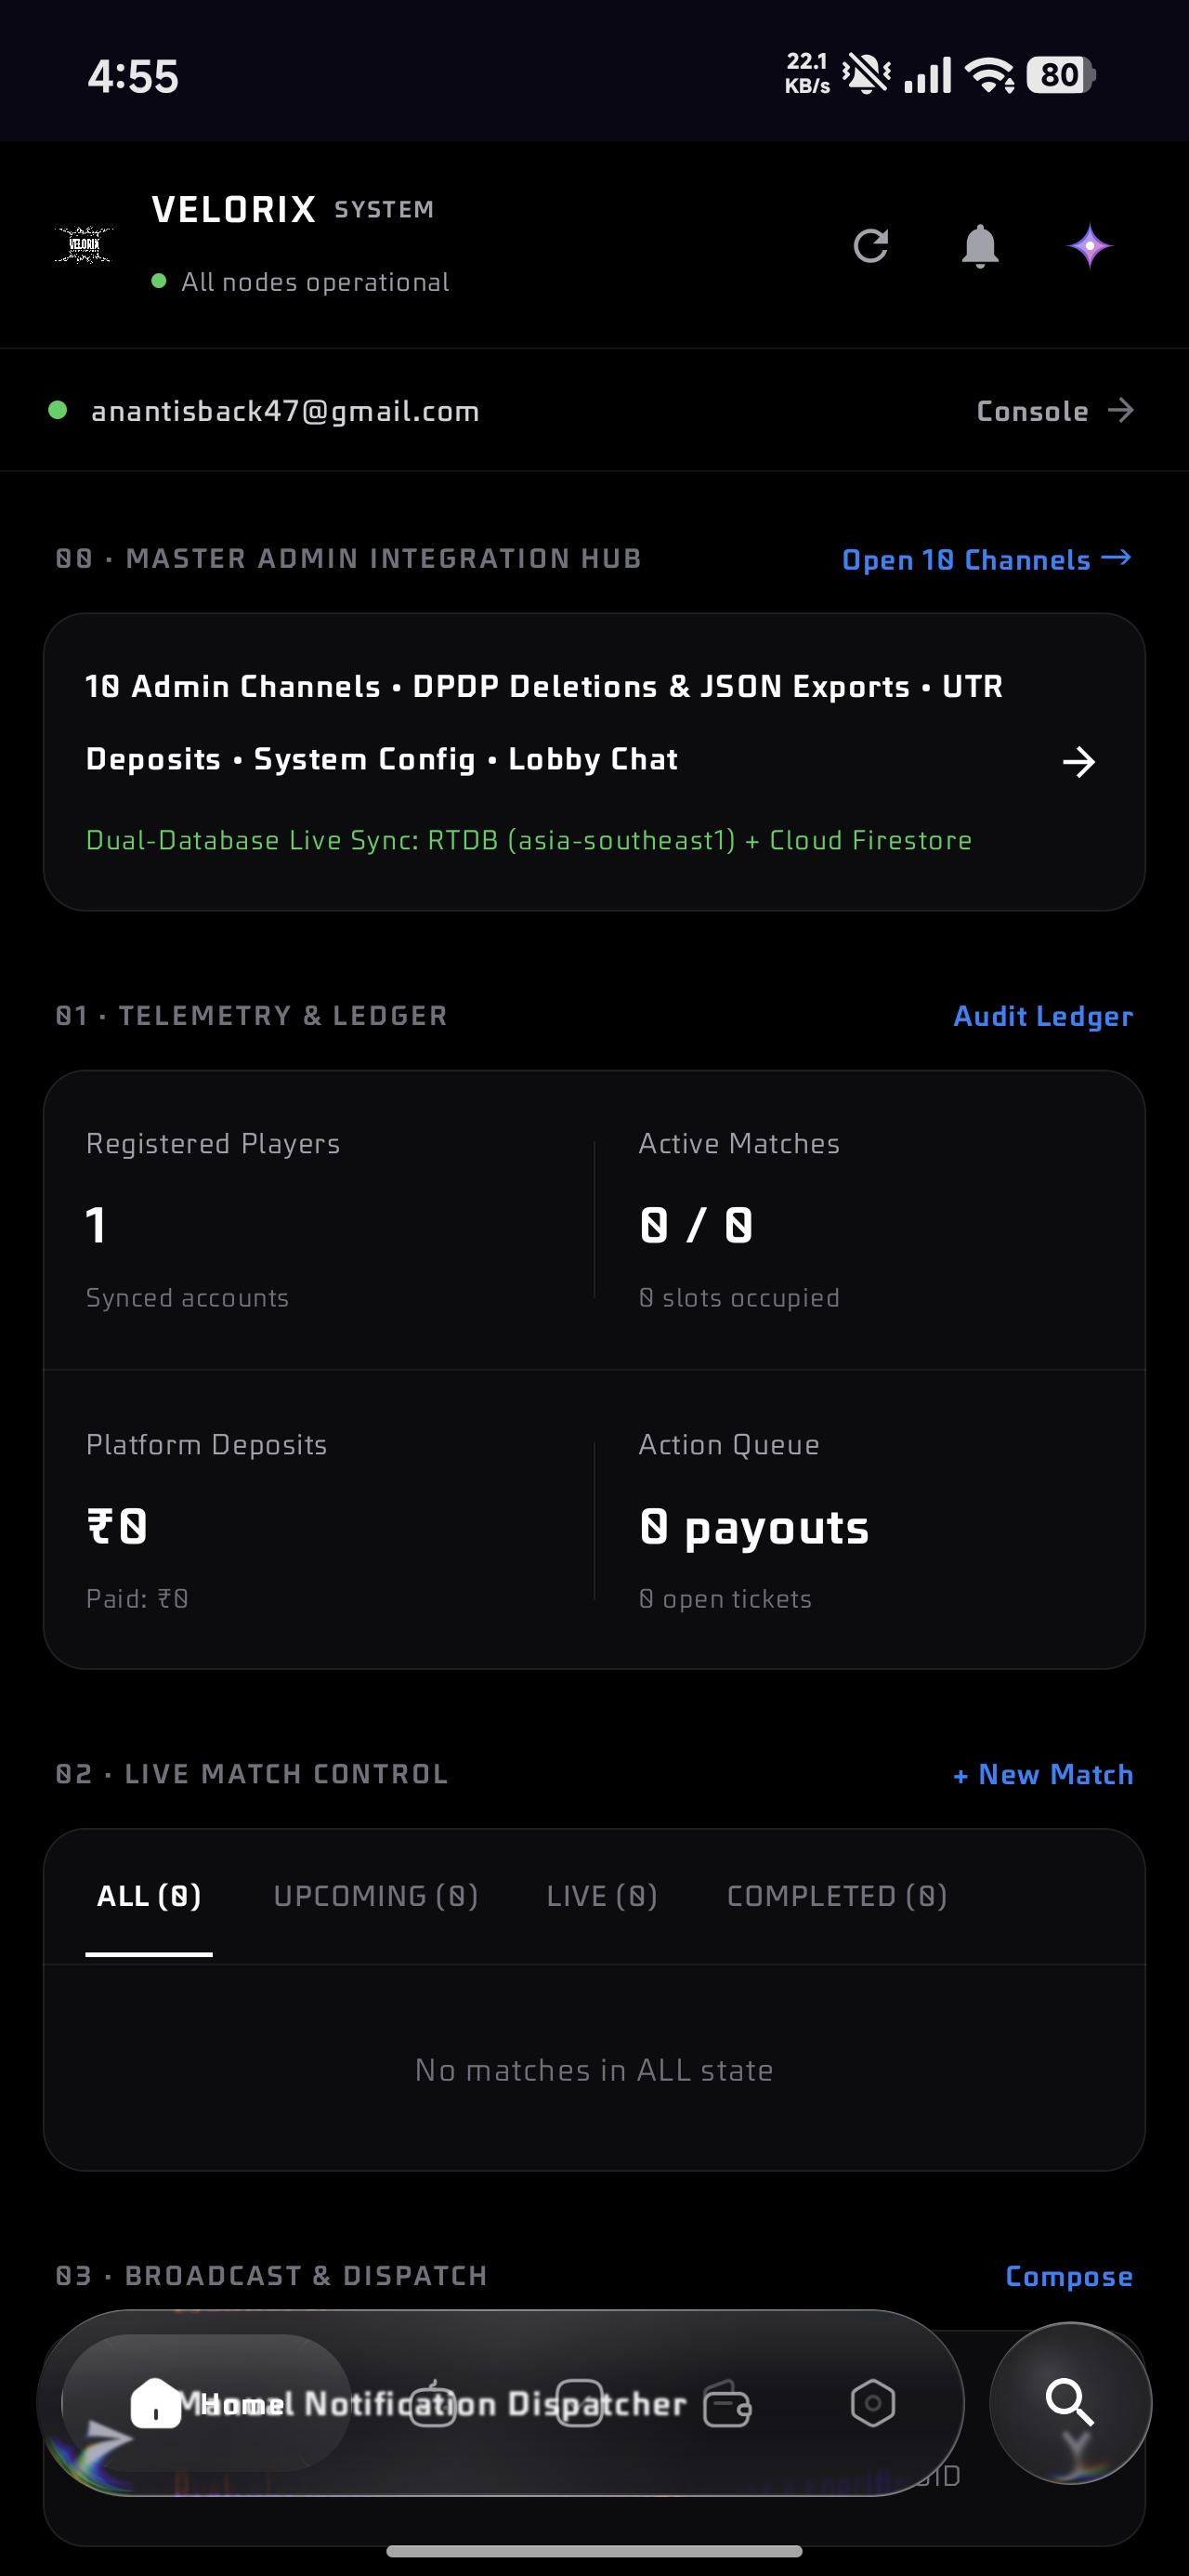 4:55
22.1
KB/s
80
VELORIX SYSTEM
VELORIX
All nodes operational
anantisback47@gmail.com
Console →
00 · MASTER ADMIN INTEGRATION HUB
Open 10 Channels →
10 Admin Channels • DPDP Deletions & JSON Exports • UTR
Deposits • System Config • Lobby Chat
→
Dual-Database Live Sync: RTDB (asia-southeast1) + Cloud Firestore
01 · TELEMETRY & LEDGER
Audit Ledger
Registered Players
1
Synced accounts
Active Matches
0 / 0
0 slots occupied
Platform Deposits
₹0
Paid: ₹0
Action Queue
0 payouts
0 open tickets
02 · LIVE MATCH CONTROL
+ New Match
ALL (0)
UPCOMING (0)
LIVE (0)
COMPLETED (0)
No matches in ALL state
03 · BROADCAST & DISPATCH
Compose
Manual Notification Dispatcher
Home